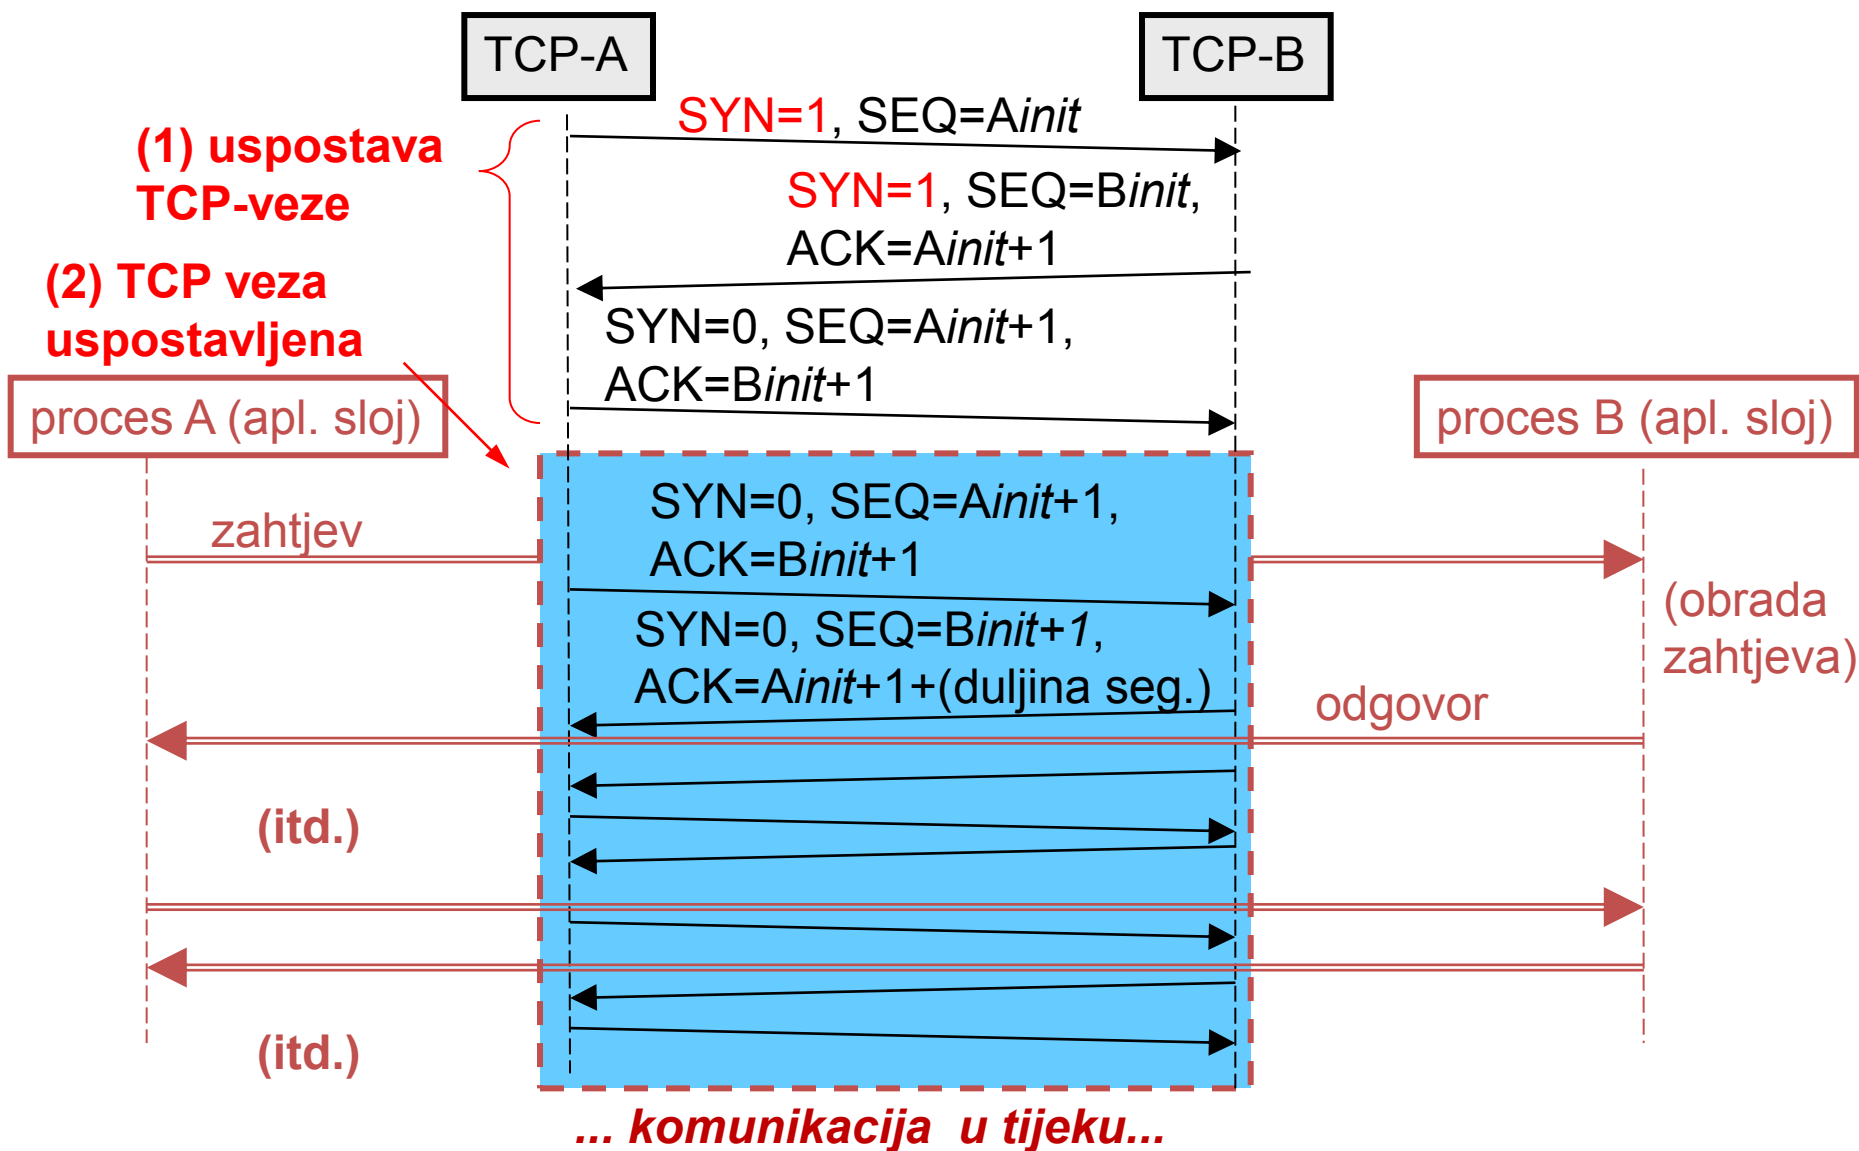 TCP-A
TCP-B
SYN=1, SEQ=Ainit
(1) uspostava
TCP-veze
SYN=1, SEQ=Binit,
ACK=Ainit+1
(2) TCP veza
uspostavljena
SYN=0, SEQ=Ainit+1,
ACK=Binit+1
proces A (apl. sloj)
proces B (apl. sloj)
zahtjev
SYN=0, SEQ=Ainit+1,
ACK=Binit+1
(obrada
zahtjeva)
SYN=0, SEQ=Binit+1,
ACK=Ainit+1+(duljina seg.)
odgovor
(itd.)
(itd.)
... komunikacija u tijeku...